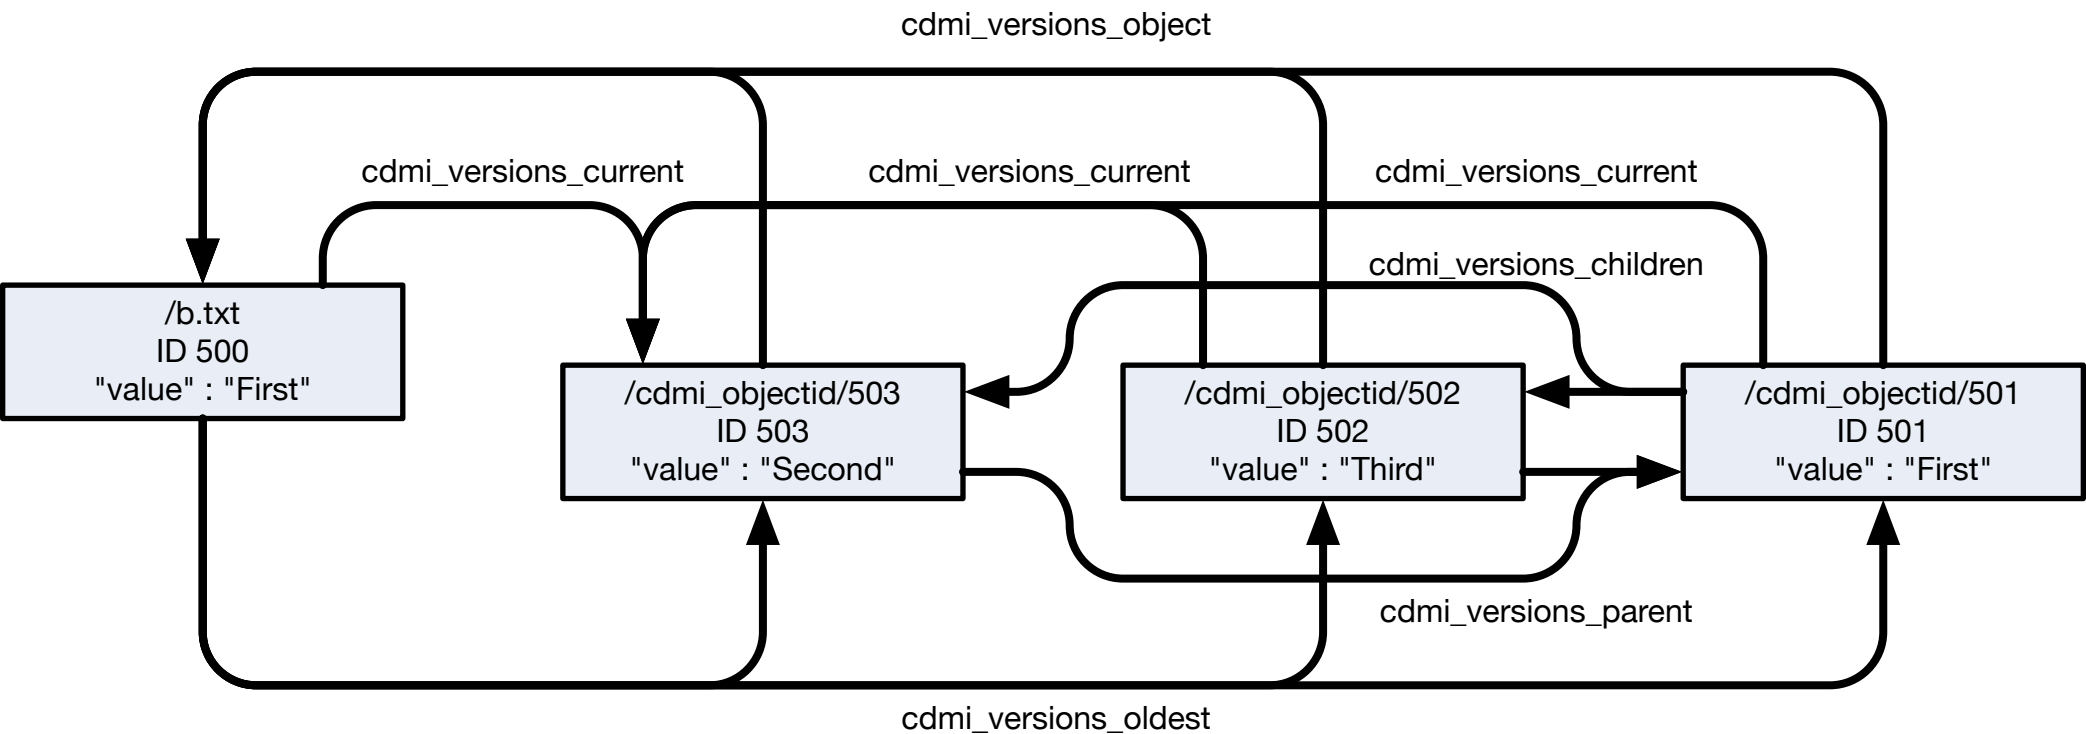 cdmi_versions_object
cdmi_versions_current
cdmi_versions_current
cdmi_versions_current
cdmi_versions_children
/b.txt
ID 500
"value" : "First"
/cdmi_objectid/503
ID 503
"value" : "Second"
/cdmi_objectid/502
ID 502
"value" : "Third"
/cdmi_objectid/501
ID 501
"value" : "First"
cdmi_versions_parent
cdmi_versions_oldest